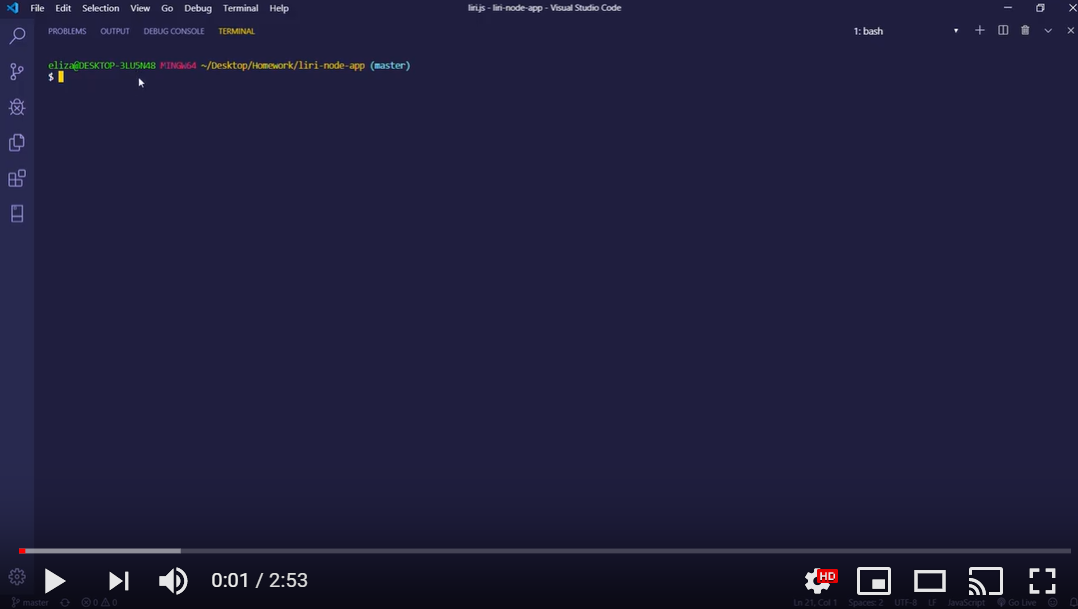 File Edit Selection View Go Debug Terminal Help
liri.js - liri-node-app - Visual Studio Code
PROBLEMS OUTPUT DEBUG CONSOLE TERMINAL
1: bash
eliza@DESKTOP-3LU5N48 MINGW64 ~/Desktop/Homework/liri-node-app (master)
$
HD
0:01 / 2:53
master 0 0
Ln 21, Col 1 Spaces: 2 UTF-8 LF JavaScript Go Live